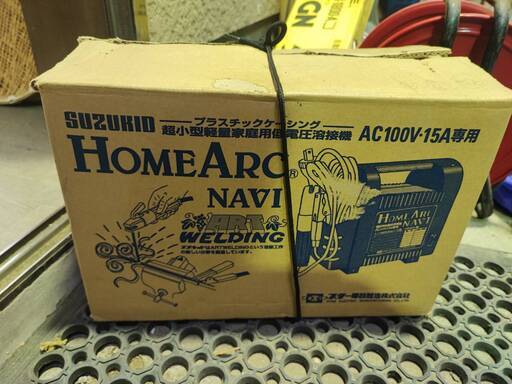 SUZUKID
プラスチックケーシング
超小型軽量家庭用低電圧溶接機 AC100V·15A専用
HOME ARC
NAVI
ART
WELDING
HOME ARC
NAVI
スター電器製造株式会社